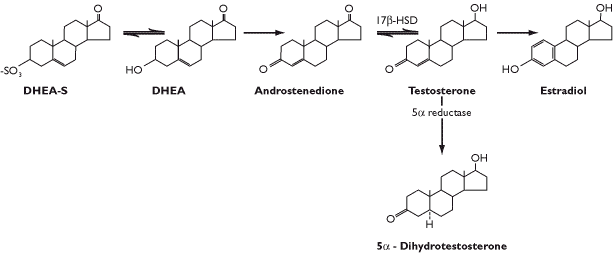 O
O
O
17β-HSD
OH
OH
-SO₃
HO
O
O
HO
DHEA-S
DHEA
Androstenedione
Testosterone
Estradiol
5α reductase
OH
O
H
5α - Dihydrotestosterone